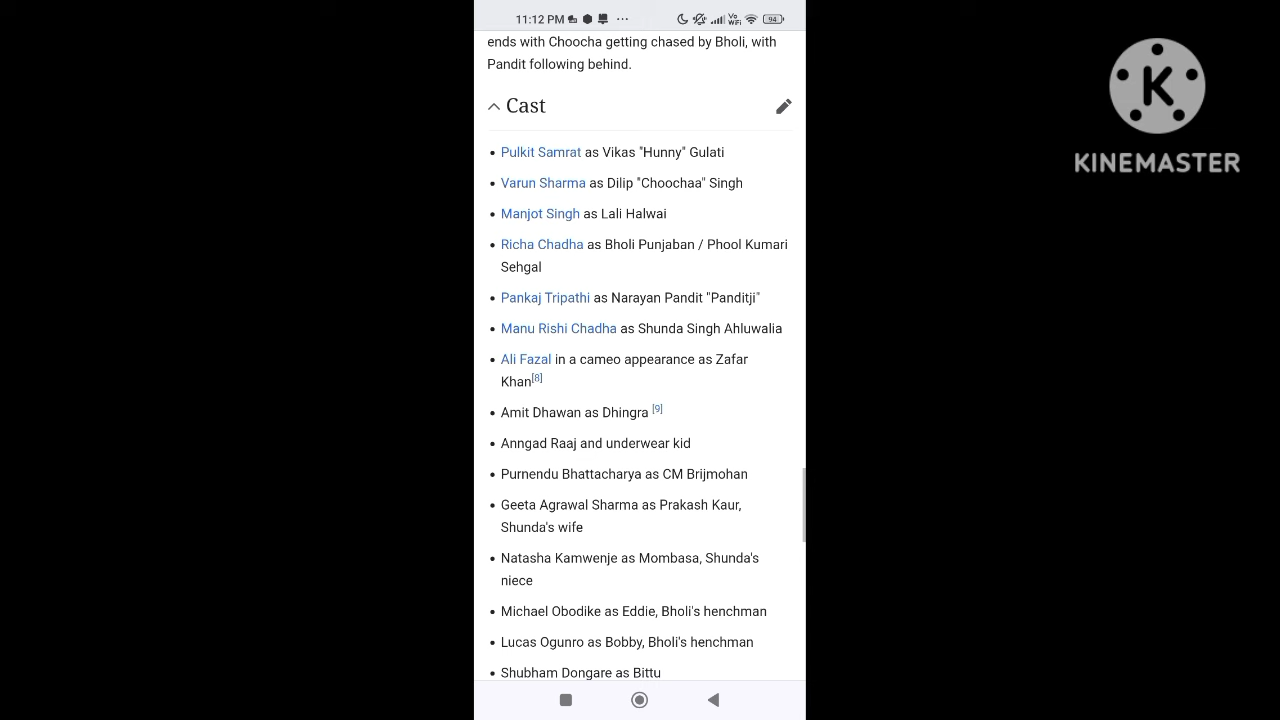 11:12 PM
Vo
WiFi
94
ends with Choocha getting chased by Bholi, with
Pandit following behind.
Cast
Pulkit Samrat as Vikas "Hunny" Gulati
Varun Sharma as Dilip "Choochaa" Singh
Manjot Singh as Lali Halwai
Richa Chadha as Bholi Punjaban / Phool Kumari
Sehgal
Pankaj Tripathi as Narayan Pandit "Panditji"
Manu Rishi Chadha as Shunda Singh Ahluwalia
Ali Fazal in a cameo appearance as Zafar
Khan[8]
Amit Dhawan as Dhingra [9]
Anngad Raaj and underwear kid
Purnendu Bhattacharya as CM Brijmohan
Geeta Agrawal Sharma as Prakash Kaur,
Shunda's wife
Natasha Kamwenje as Mombasa, Shunda's
niece
Michael Obodike as Eddie, Bholi's henchman
Lucas Ogunro as Bobby, Bholi's henchman
Shubham Dongare as Bittu
K
KINEMASTER